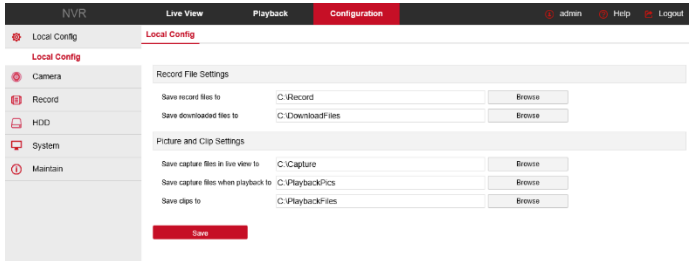 NVR Live View Playback Configuration admin Help Logout
Local Config Local Config
Local Config
Camera Record File Settings
Record Save record files to C:\Record Browse
HDD Save downloaded files to C:\DownloadFiles Browse
System Picture and Clip Settings
Maintain Save capture files in live view to C:\Capture Browse
Save capture files when playback to C:\PlaybackPics Browse
Save clips to C:\PlaybackFiles Browse
Save